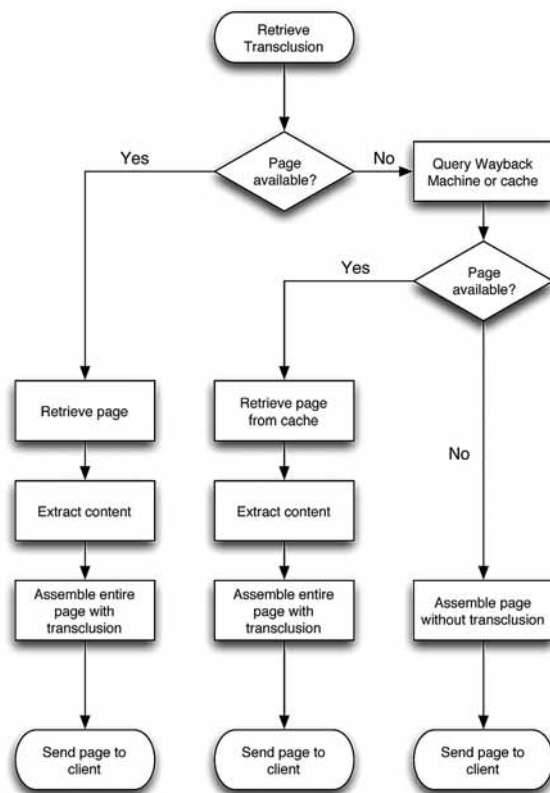 Retrieve
Transclusion
Yes
Page
available?
No
Query Wayback
Machine or cache
Yes
Page
available?
Retrieve page
Retrieve page
from cache
No
Extract content
Extract content
Assemble entire
page with
transclusion
Assemble entire
page with
transclusion
Assemble page
without transclusion
Send page to
client
Send page to
client
Send page to
client